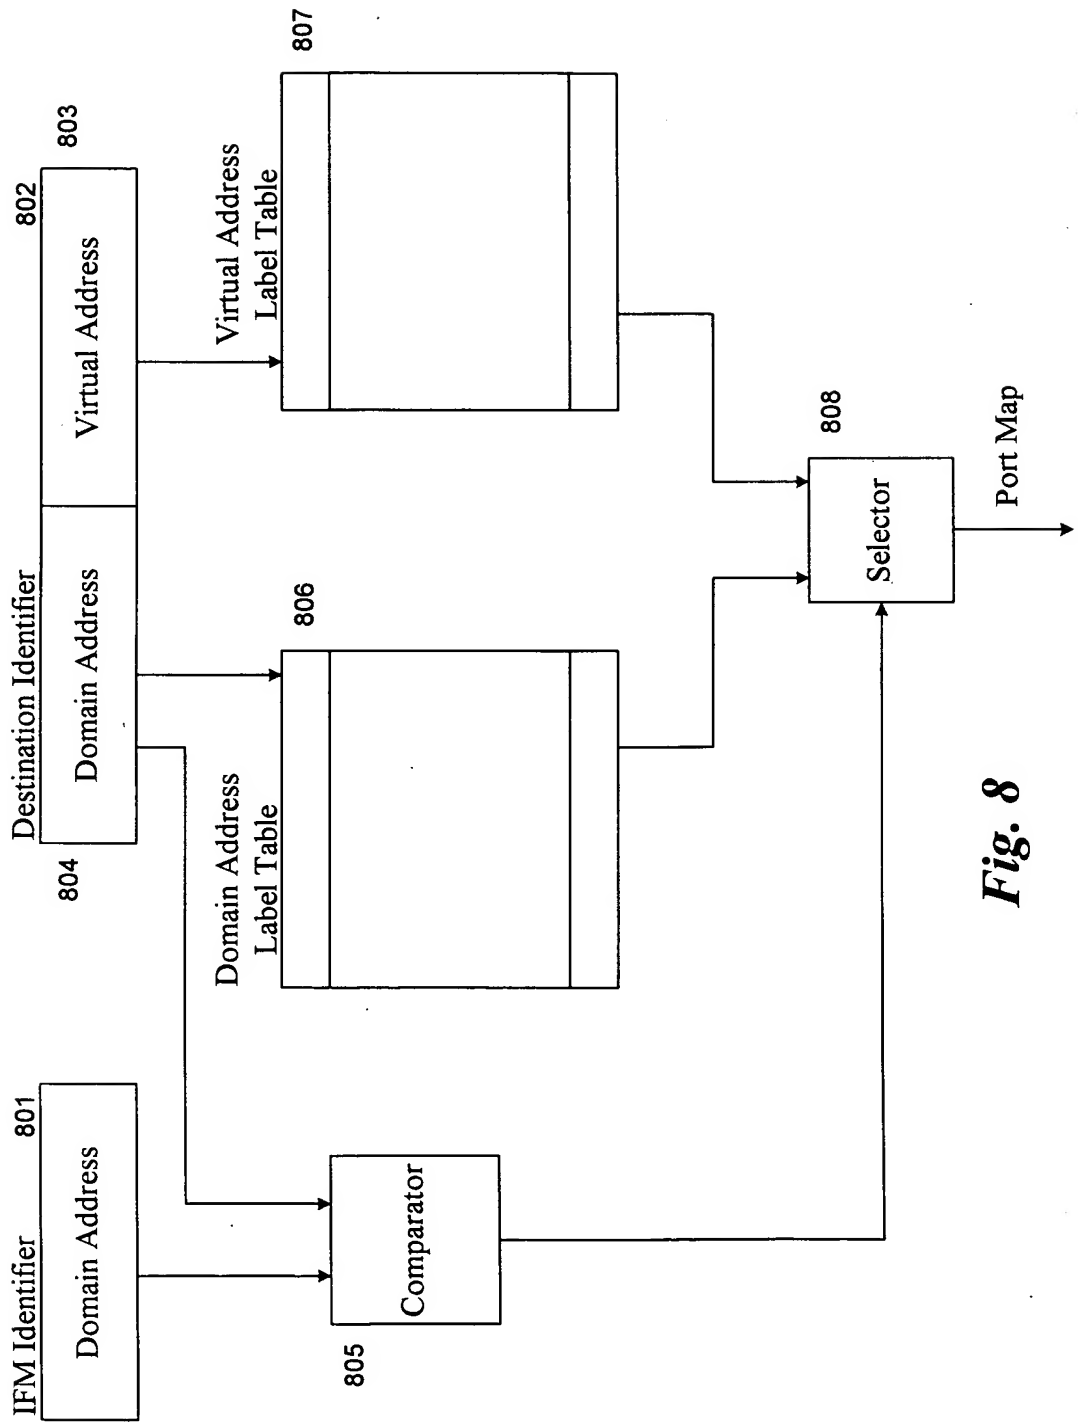 IFM Identifier
801
Domain Address
Destination Identifier
802
804
Domain Address
Virtual Address
803
Domain Address
Label Table
806
Virtual Address
Label Table
807
805
Comparator
808
Selector
Port Map
Fig. 8